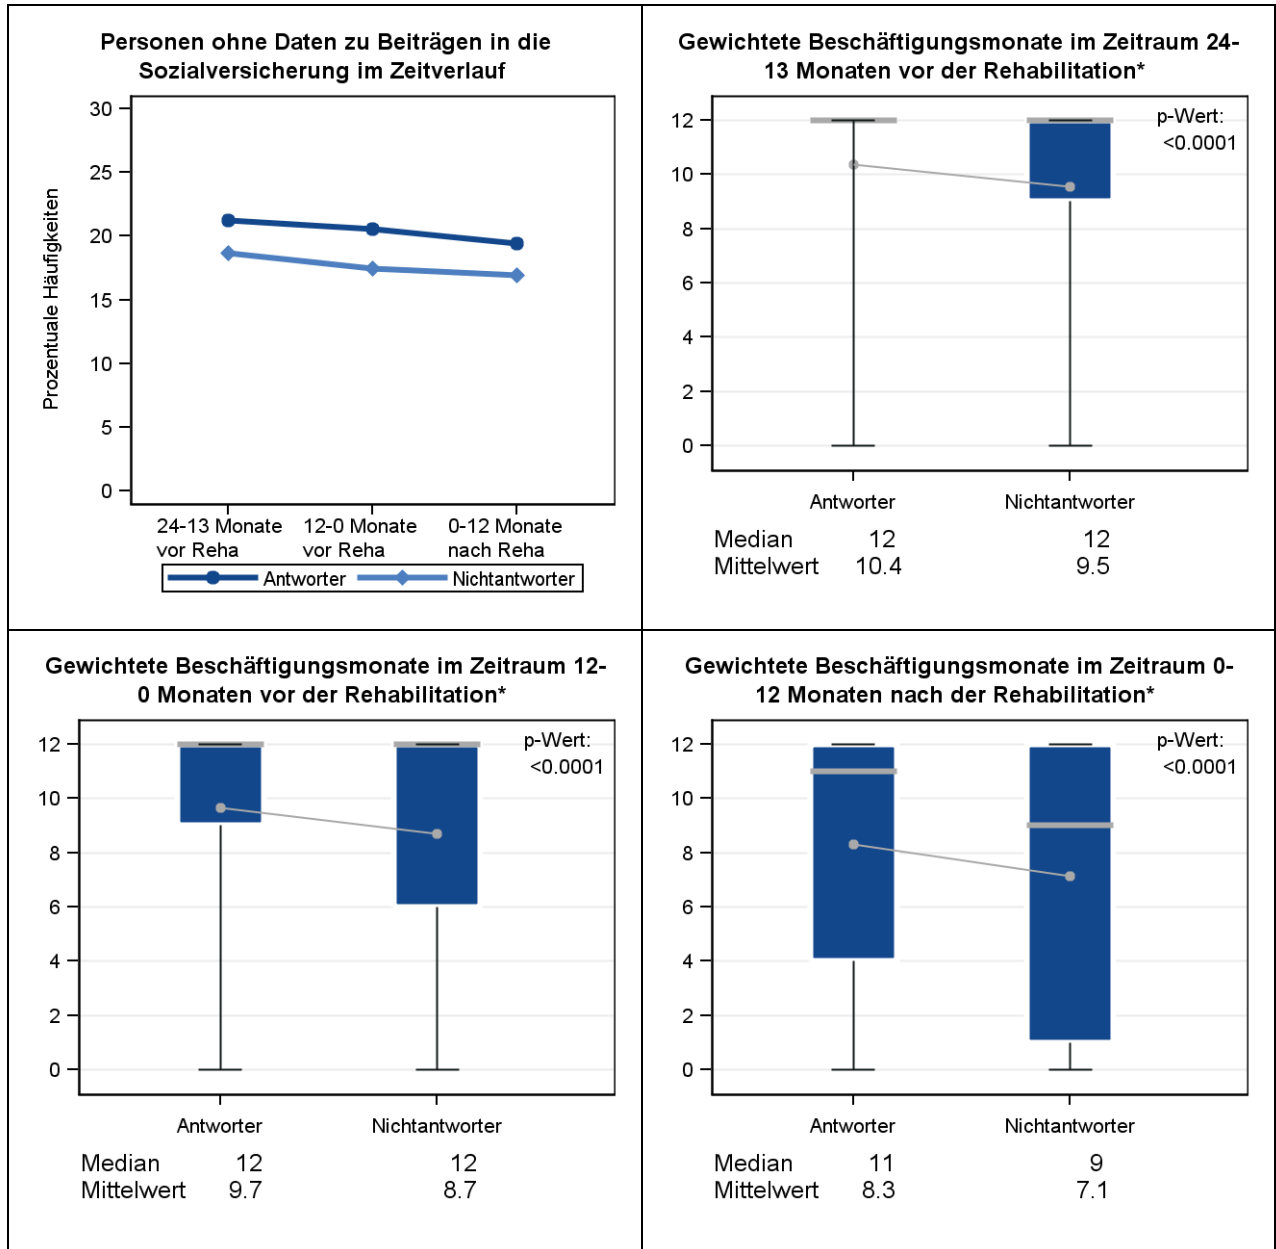 Personen ohne Daten zu Beiträgen in die
Sozialversicherung im Zeitverlauf
Prozentuale Häufigkeiten
30
25
20
15
10
5
0
24-13 Monate 12-0 Monate 0-12 Monate
vor Reha vor Reha nach Reha
Antworter Nichtantworter
Gewichtete Beschäftigungsmonate im Zeitraum 24-
13 Monaten vor der Rehabilitation*
p-Wert:
<0.0001
12
10
8
6
4
2
0
Antworter Nichtantworter
Median 12 12
Mittelwert 10.4 9.5
Gewichtete Beschäftigungsmonate im Zeitraum 12-
0 Monaten vor der Rehabilitation*
p-Wert:
<0.0001
12
10
8
6
4
2
0
Antworter Nichtantworter
Median 12 12
Mittelwert 9.7 8.7
Gewichtete Beschäftigungsmonate im Zeitraum 0-
12 Monaten nach der Rehabilitation*
p-Wert:
<0.0001
12
10
8
6
4
2
0
Antworter Nichtantworter
Median 11 9
Mittelwert 8.3 7.1